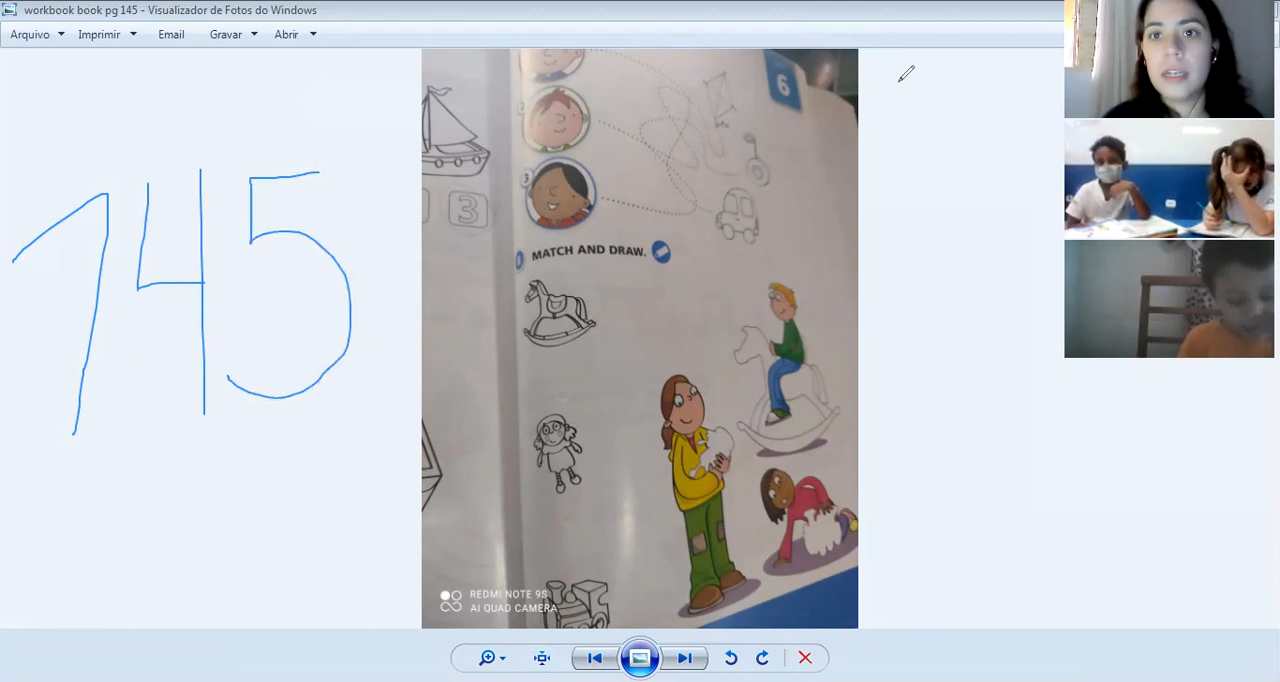 workbook book pg 145 - Visualizador de Fotos do Windows
Arquivo Imprimir Email Gravar Abrir
145
6
3
3
MATCH AND DRAW.
REDMI NOTE 9S
AI QUAD CAMERA